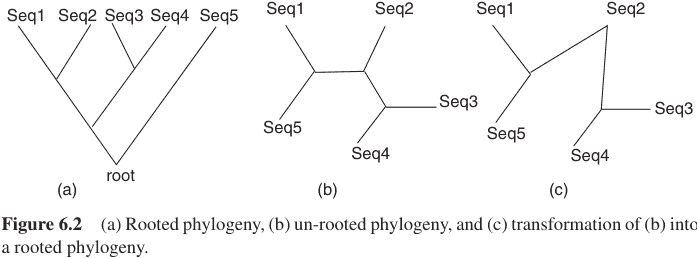 Seq1 Seq2 Seq3 Seq4 Seq5
root
(a)
Seq1 Seq2
Seq3
Seq5
Seq4
(b)
Seq1 Seq2
Seq3
Seq5
Seq4
(c)
Figure 6.2 (a) Rooted phylogeny, (b) un-rooted phylogeny, and (c) transformation of (b) into
a rooted phylogeny.